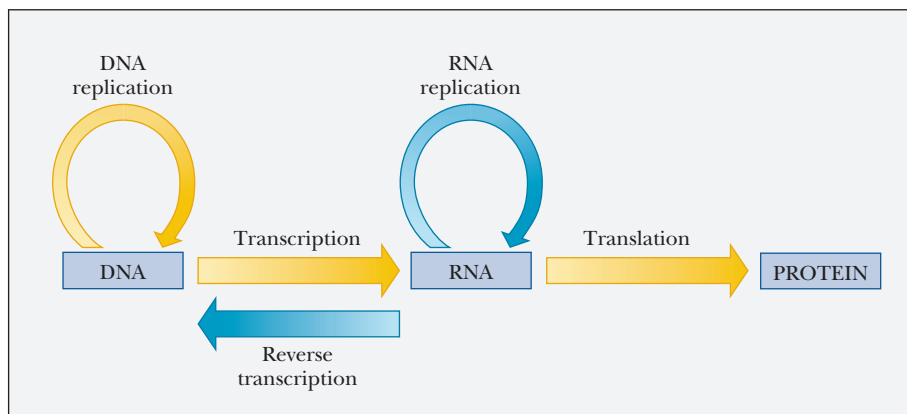 DNA
replication
RNA
replication
Transcription
Translation
DNA
RNA
PROTEIN
Reverse
transcription